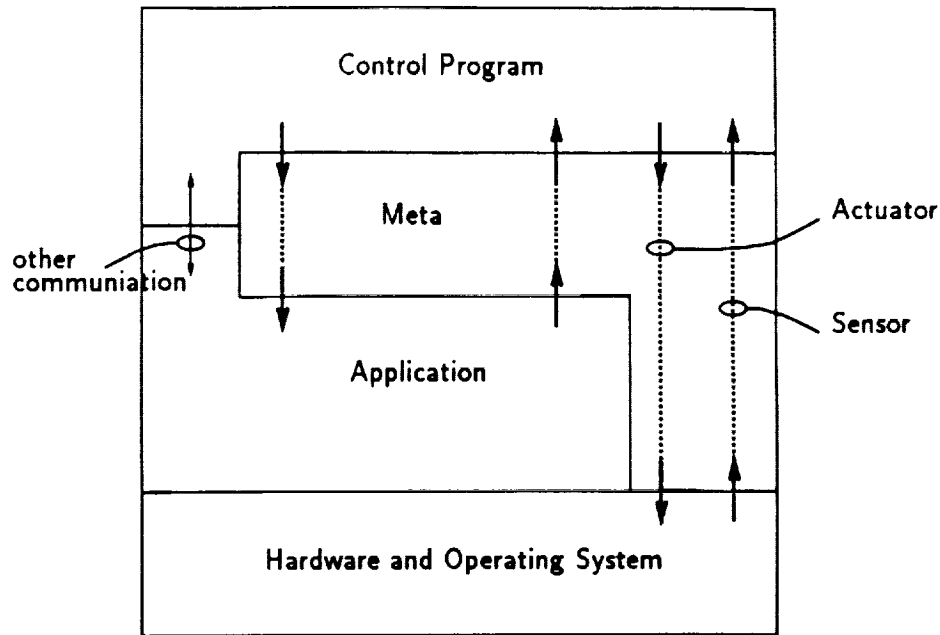 Control Program
Meta
Actuator
other
communiation
Sensor
Application
Hardware and Operating System